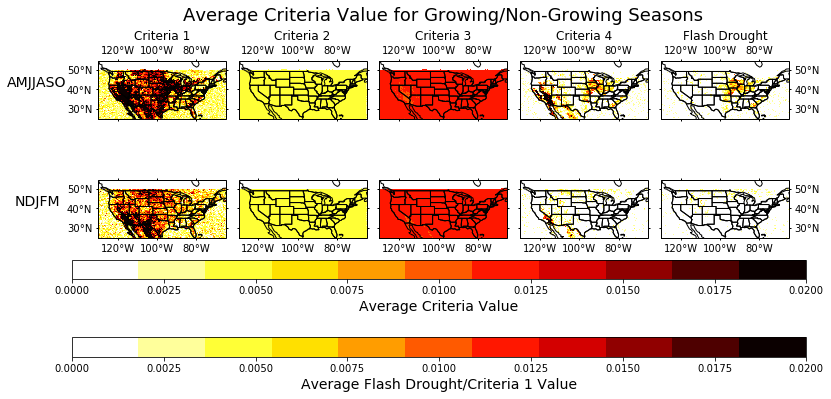 Average Criteria Value for Growing/Non-Growing Seasons
Criteria 1 Criteria 2 Criteria 3 Criteria 4 Flash Drought
120°W 100°W 80°W 120°W 100°W 80°W 120°W 100°W 80°W 120°W 100°W 80°W 120°W 100°W 80°W
50°N 50°N
AMJJASO 40°N 40°N
30°N 30°N
50°N 50°N
NDJFM 40°N 40°N
30°N 30°N
120°W 100°W 80°W 120°W 100°W 80°W 120°W 100°W 80°W 120°W 100°W 80°W 120°W 100°W 80°W
0.0000 0.0025 0.0050 0.0075 0.0100 0.0125 0.0150 0.0175 0.0200
Average Criteria Value
0.0000 0.0025 0.0050 0.0075 0.0100 0.0125 0.0150 0.0175 0.0200
Average Flash Drought/Criteria 1 Value